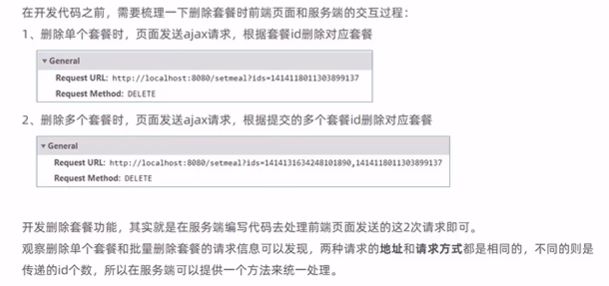 在开发代码之前，需要梳理一下删除套餐时前端页面和服务端的交互过程：
1、删除单个套餐时，页面发送ajax请求，根据套餐id删除对应套餐
▼ General
Request URL: http://localhost:8080/setmeal?ids=1414118011303899137
Request Method: DELETE
2、删除多个套餐时，页面发送ajax请求，根据提交的多个套餐id删除对应套餐
▼ General
Request URL: http://localhost:8080/setmeal?ids=1414131634248101890,1414118011303899137
Request Method: DELETE
开发删除套餐功能，其实就是在服务端编写代码去处理前端页面发送的这2次请求即可。
观察删除单个套餐和批量删除套餐的请求信息可以发现，两种请求的地址和请求方式都是相同的，不同的则是
传递的id个数，所以在服务端可以提供一个方法来统一处理。